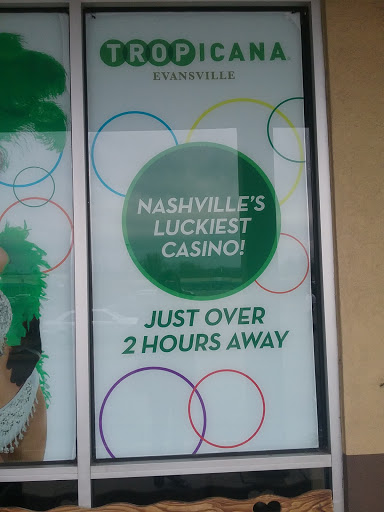 TROPICANA
EVANSVILLE
NASHVILLE'S
LUCKIEST
CASINO!
JUST OVER
2 HOURS AWAY